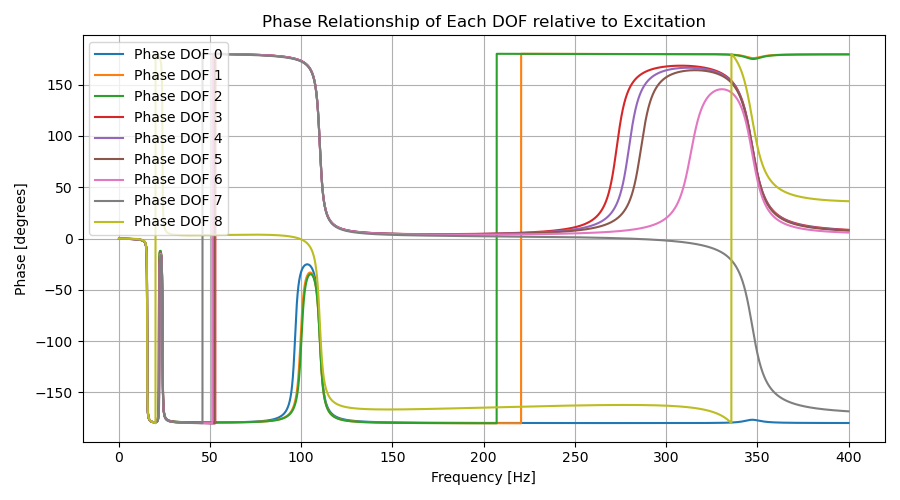 Phase Relationship of Each DOF relative to Excitation
Phase DOF 0
Phase DOF 1
Phase DOF 2
Phase DOF 3
Phase DOF 4
Phase DOF 5
Phase DOF 6
Phase DOF 7
Phase DOF 8
Phase [degrees]
150
100
50
0
−50
−100
−150
0 50 100 150 200 250 300 350 400
Frequency [Hz]